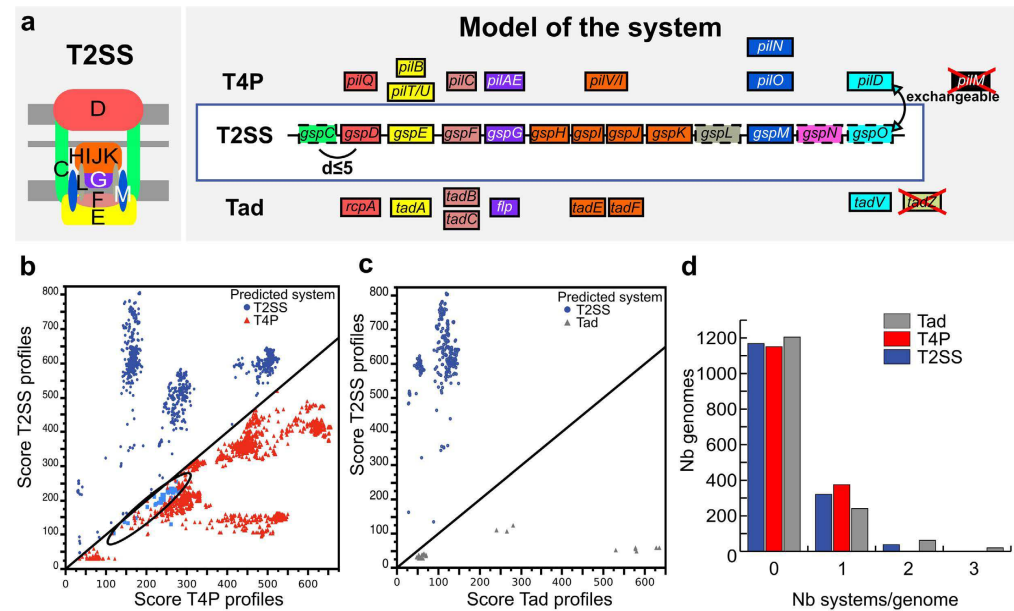 a
T2SS
D
HIJK
C
L
G
M
F
E
Model of the system
T4P
pilQ
pilB
pilT/U
pilC
pilAE
pilV/I
pilN
pilO
pilD
pilM
exchangeable
T2SS
gspC gspD gspE gspF gspG gspH gspI gspJ gspK gspL gspM gspN gspO
d≤5
Tad
rcpA
tadA
tadB
tadC
flp
tadE
tadF
tadV
tadZ
b
Predicted system
T2SS
T4P
Score T2SS profiles
800
700
600
500
400
300
200
100
0
0 100 200 300 400 500 600
Score T4P profiles
c
Predicted system
T2SS
Tad
Score T2SS profiles
800
700
600
500
400
300
200
100
0
0 100 200 300 400 500 600
Score Tad profiles
d
Tad
T4P
T2SS
Nb genomes
1200
1000
800
600
400
200
0
0 1 2 3
Nb systems/genome